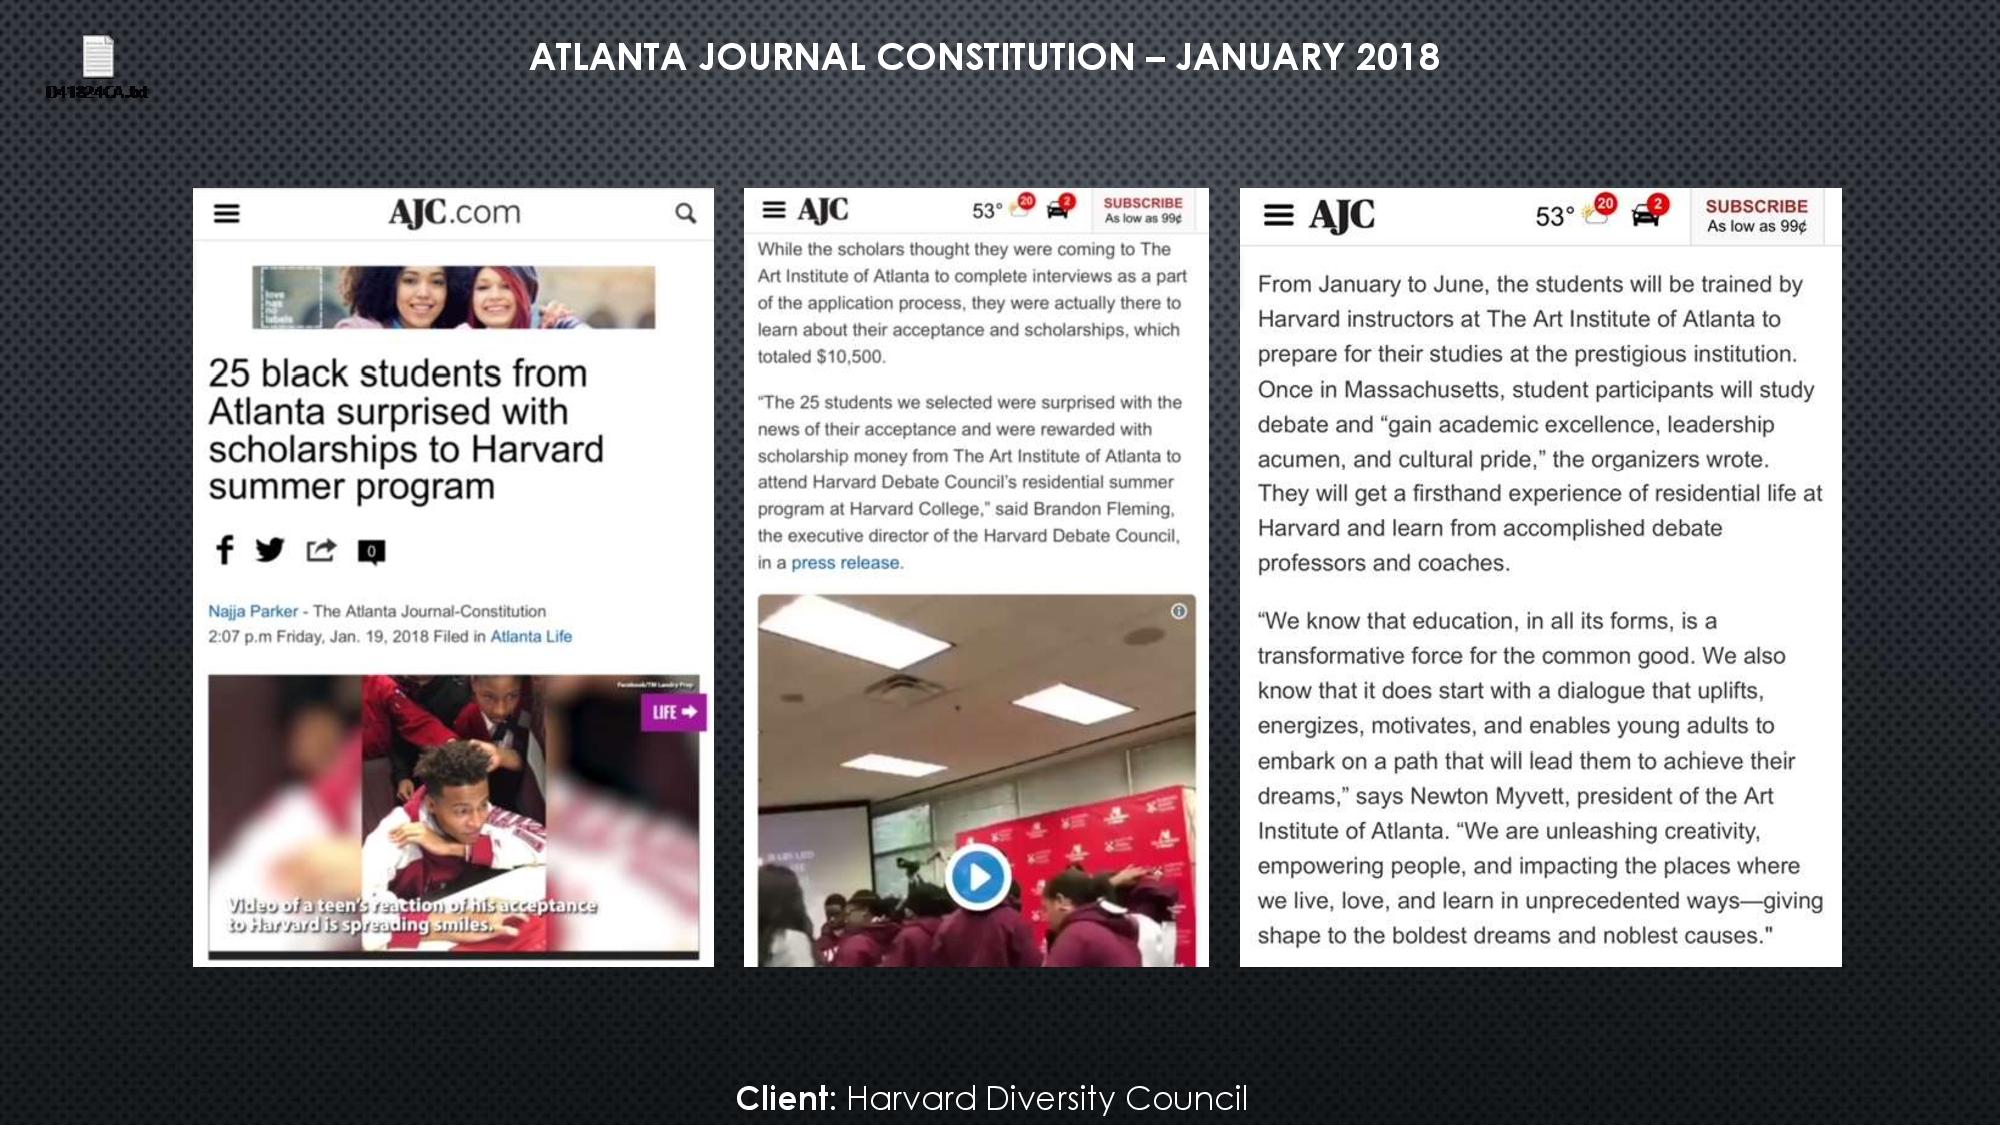 ATLANTA JOURNAL CONSTITUTION – JANUARY 2018
AJC.com
love
has
no
labels
25 black students from
Atlanta surprised with
scholarships to Harvard
summer program
0
Najja Parker - The Atlanta Journal-Constitution
2:07 p.m Friday, Jan. 19, 2018 Filed in Atlanta Life
Facebook/TM Landry Prep
LIFE
Video of a teen's reaction of his acceptance
to Harvard is spreading smiles.
AJC 53° 20 2 SUBSCRIBE
As low as 99¢
While the scholars thought they were coming to The
Art Institute of Atlanta to complete interviews as a part
of the application process, they were actually there to
learn about their acceptance and scholarships, which
totaled $10,500.
“The 25 students we selected were surprised with the
news of their acceptance and were rewarded with
scholarship money from The Art Institute of Atlanta to
attend Harvard Debate Council’s residential summer
program at Harvard College,” said Brandon Fleming,
the executive director of the Harvard Debate Council,
in a press release.
AJC 53° 20 2 SUBSCRIBE
As low as 99¢
From January to June, the students will be trained by
Harvard instructors at The Art Institute of Atlanta to
prepare for their studies at the prestigious institution.
Once in Massachusetts, student participants will study
debate and “gain academic excellence, leadership
acumen, and cultural pride,” the organizers wrote.
They will get a firsthand experience of residential life at
Harvard and learn from accomplished debate
professors and coaches.
“We know that education, in all its forms, is a
transformative force for the common good. We also
know that it does start with a dialogue that uplifts,
energizes, motivates, and enables young adults to
embark on a path that will lead them to achieve their
dreams,” says Newton Myvett, president of the Art
Institute of Atlanta. “We are unleashing creativity,
empowering people, and impacting the places where
we live, love, and learn in unprecedented ways—giving
shape to the boldest dreams and noblest causes."
Client: Harvard Diversity Council